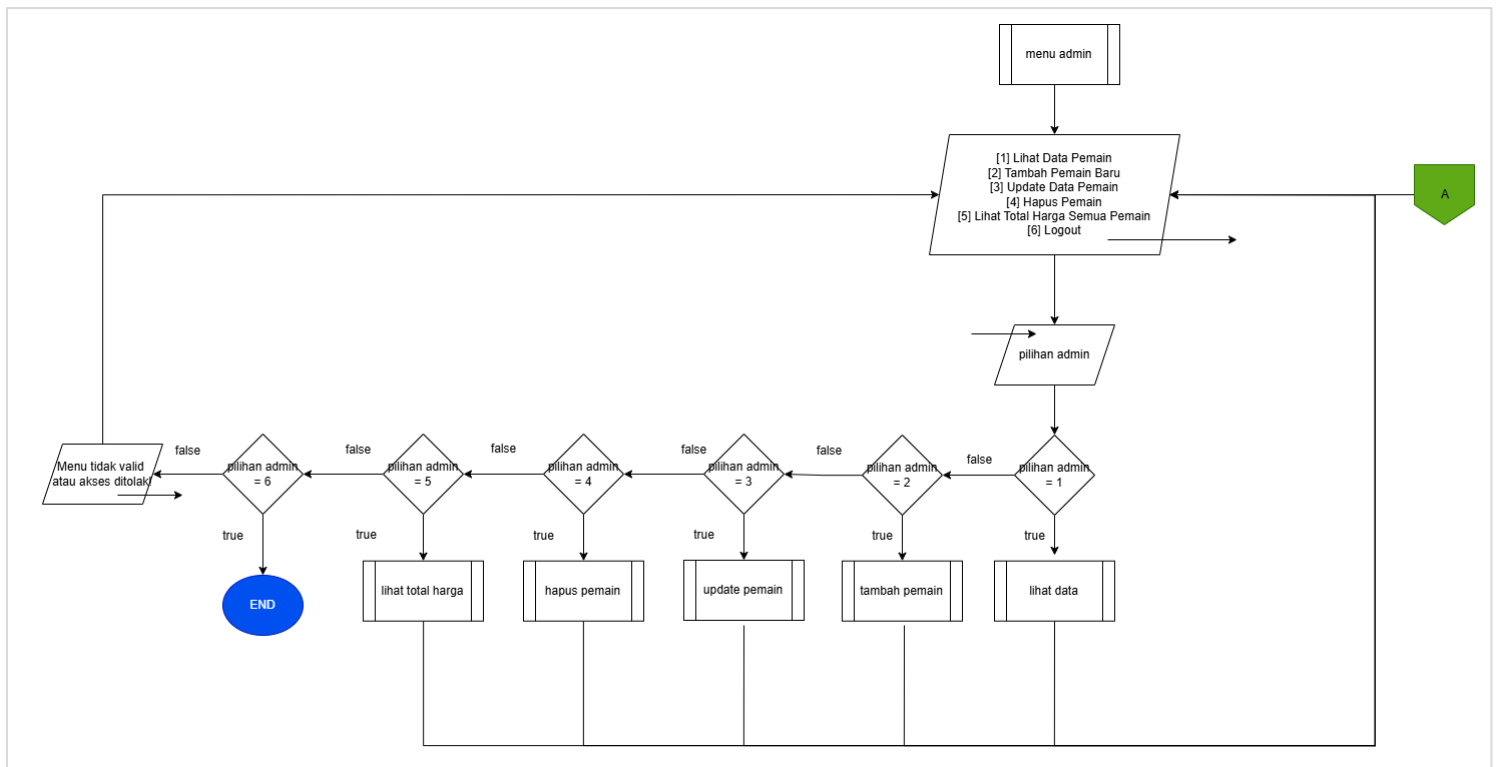 menu admin
[1] Lihat Data Pemain
[2] Tambah Pemain Baru
[3] Update Data Pemain
[4] Hapus Pemain
[5] Lihat Total Harga Semua Pemain
[6] Logout
A
pilihan admin
false
false
false
false
false
false
Menu tidak valid
atau akses ditolak!
pilihan admin
= 6
pilihan admin
= 5
pilihan admin
= 4
pilihan admin
= 3
pilihan admin
= 2
pilihan admin
= 1
true
true
true
true
true
true
END
lihat total harga
hapus pemain
update pemain
tambah pemain
lihat data